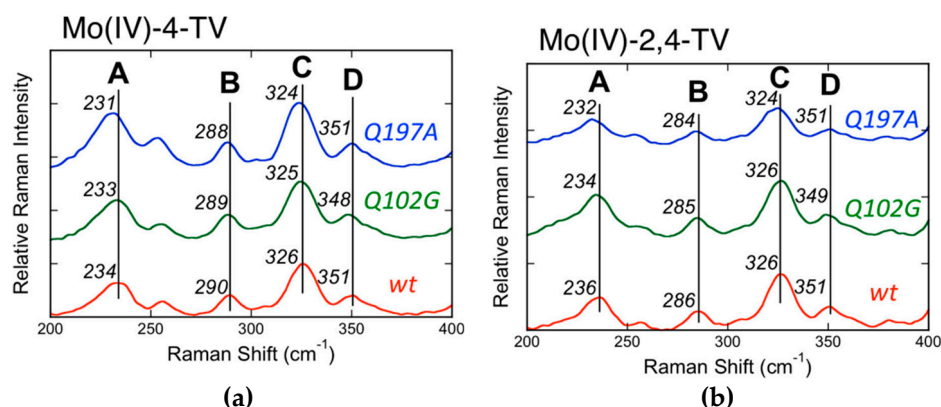 Mo(IV)-4-TV
A
B
C
D
231
288
324
351
Q197A
233
289
325
348
Q102G
234
290
326
351
wt
200
250
300
350
400
Relative Raman Intensity
Raman Shift (cm⁻¹)
(a)
Mo(IV)-2,4-TV
A
B
C
D
232
284
324
351
Q197A
234
285
326
349
Q102G
236
286
326
351
wt
200
250
300
350
400
Relative Raman Intensity
Raman Shift (cm⁻¹)
(b)